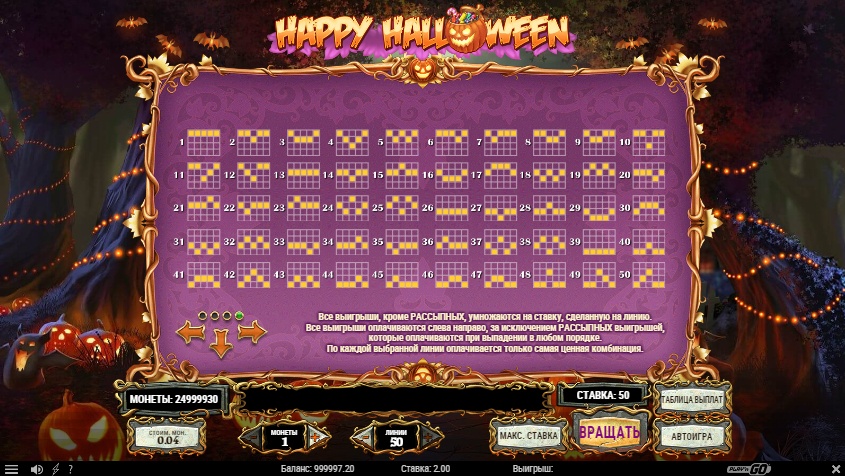 HAPPY HALLOWEEN
1 2 3 4 5 6 7 8 9 10
11 12 13 14 15 16 17 18 19 20
21 22 23 24 25 26 27 28 29 30
31 32 33 34 35 36 37 38 39 40
41 42 43 44 45 46 47 48 49 50
Все выигрыши, кроме РАССЫПНЫХ, умножаются на ставку, сделанную на линию.
Все выигрыши оплачиваются слева направо, за исключением РАССЫПНЫХ выигрышей,
которые оплачиваются при выпадении в любом порядке.
По каждой выбранной линии оплачивается только самая ценная комбинация.
МОНЕТЫ: 24999930
СТАВКА: 50
ТАБЛИЦА ВЫПЛАТ
СТОИМ. МОН.
0.04
МОНЕТЫ
1
ЛИНИИ
50
МАКС. СТАВКА
ВРАЩАТЬ
АВТОИГРА
? Баланс: 999997.20 Ставка: 2.00 Выигрыш: PLAY'N GO